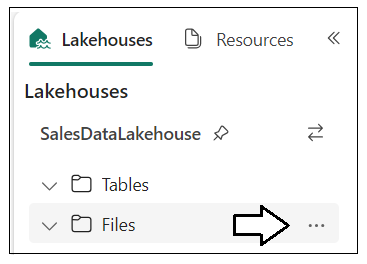 Lakehouses Resources
Lakehouses
SalesDataLakehouse
Tables
Files